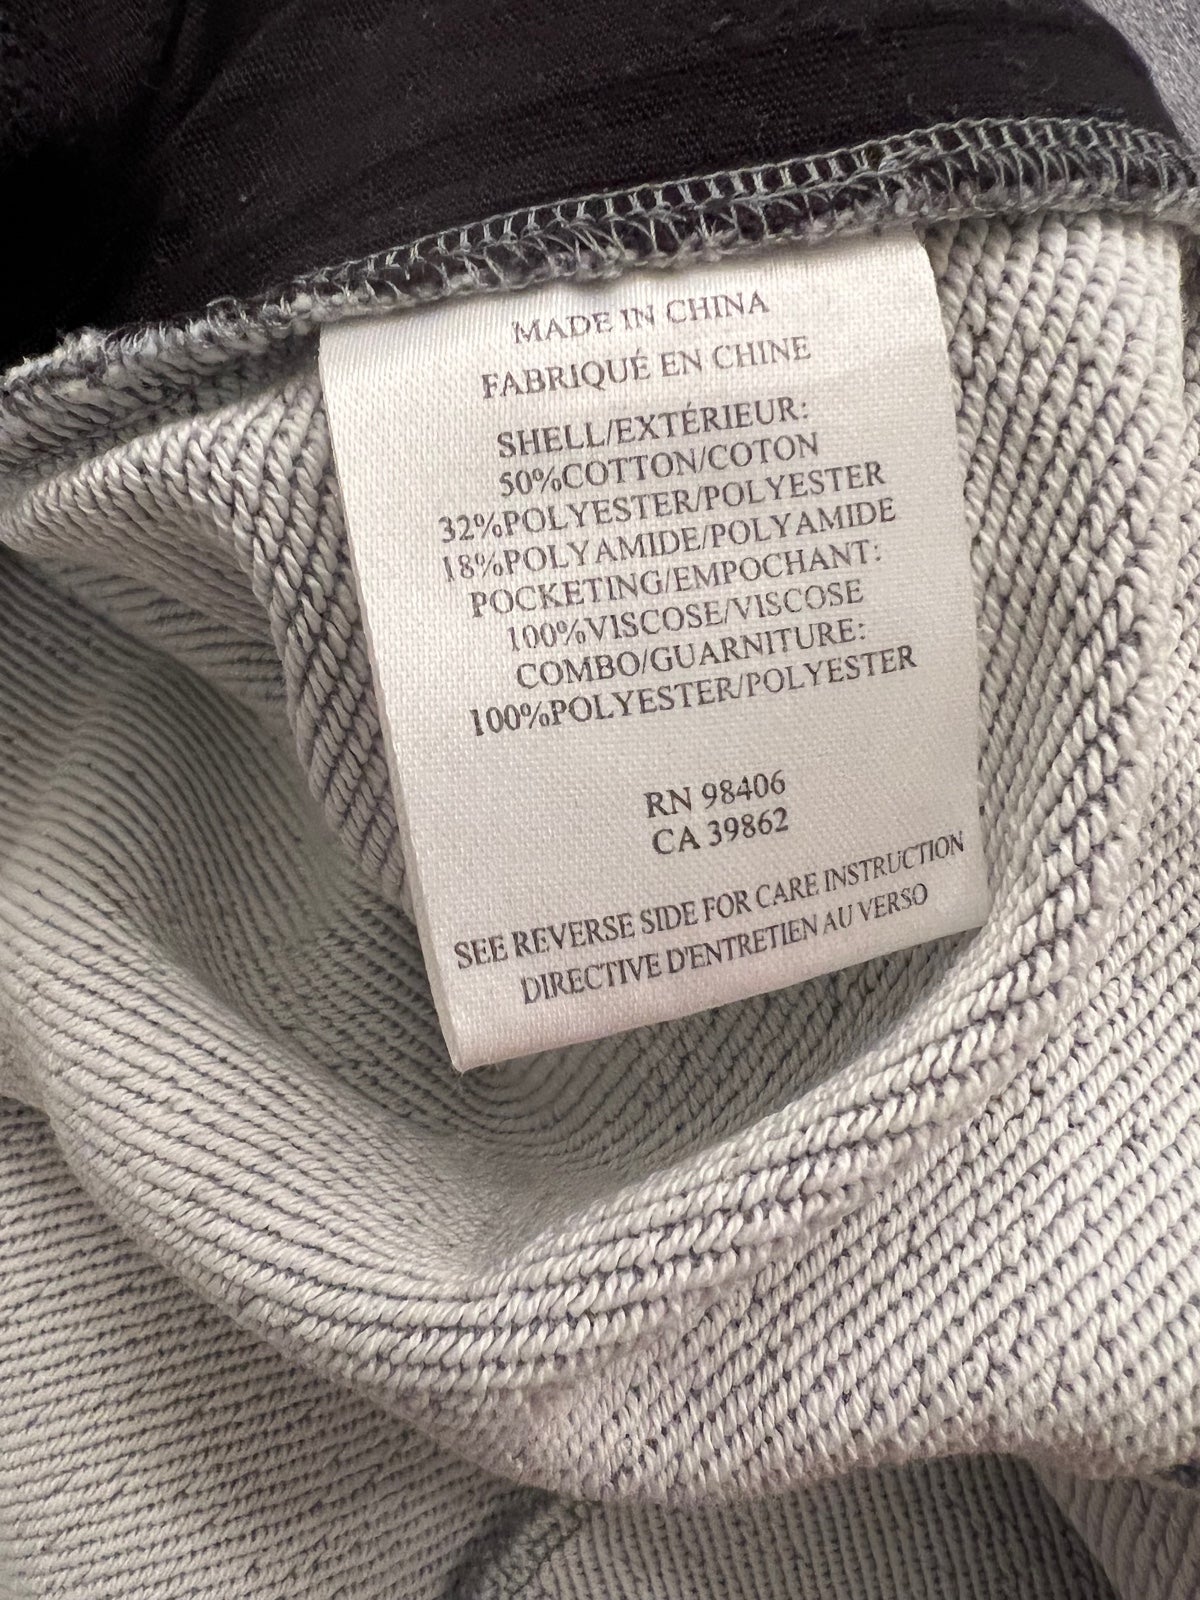 MADE IN CHINA
FABRIQUÉ EN CHINE
SHELL/EXTÉRIEUR:
50%COTTON/COTON
32%POLYESTER/POLYESTER
18%POLYAMIDE/POLYAMIDE
POCKETING/EMPOCHANT:
100%VISCOSE/VISCOSE
COMBO/GUARNITURE:
100%POLYESTER/POLYESTER
RN 98406
CA 39862
SEE REVERSE SIDE FOR CARE INSTRUCTION
DIRECTIVE D'ENTRETIEN AU VERSO